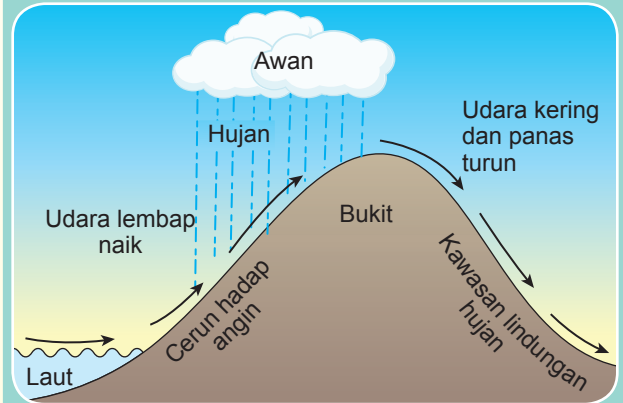 Awan
Hujan
Udara kering
dan panas
turun
Udara lembap
naik
Bukit
Cerun hadap
angin
Kawasan lindungan
hujan
Laut